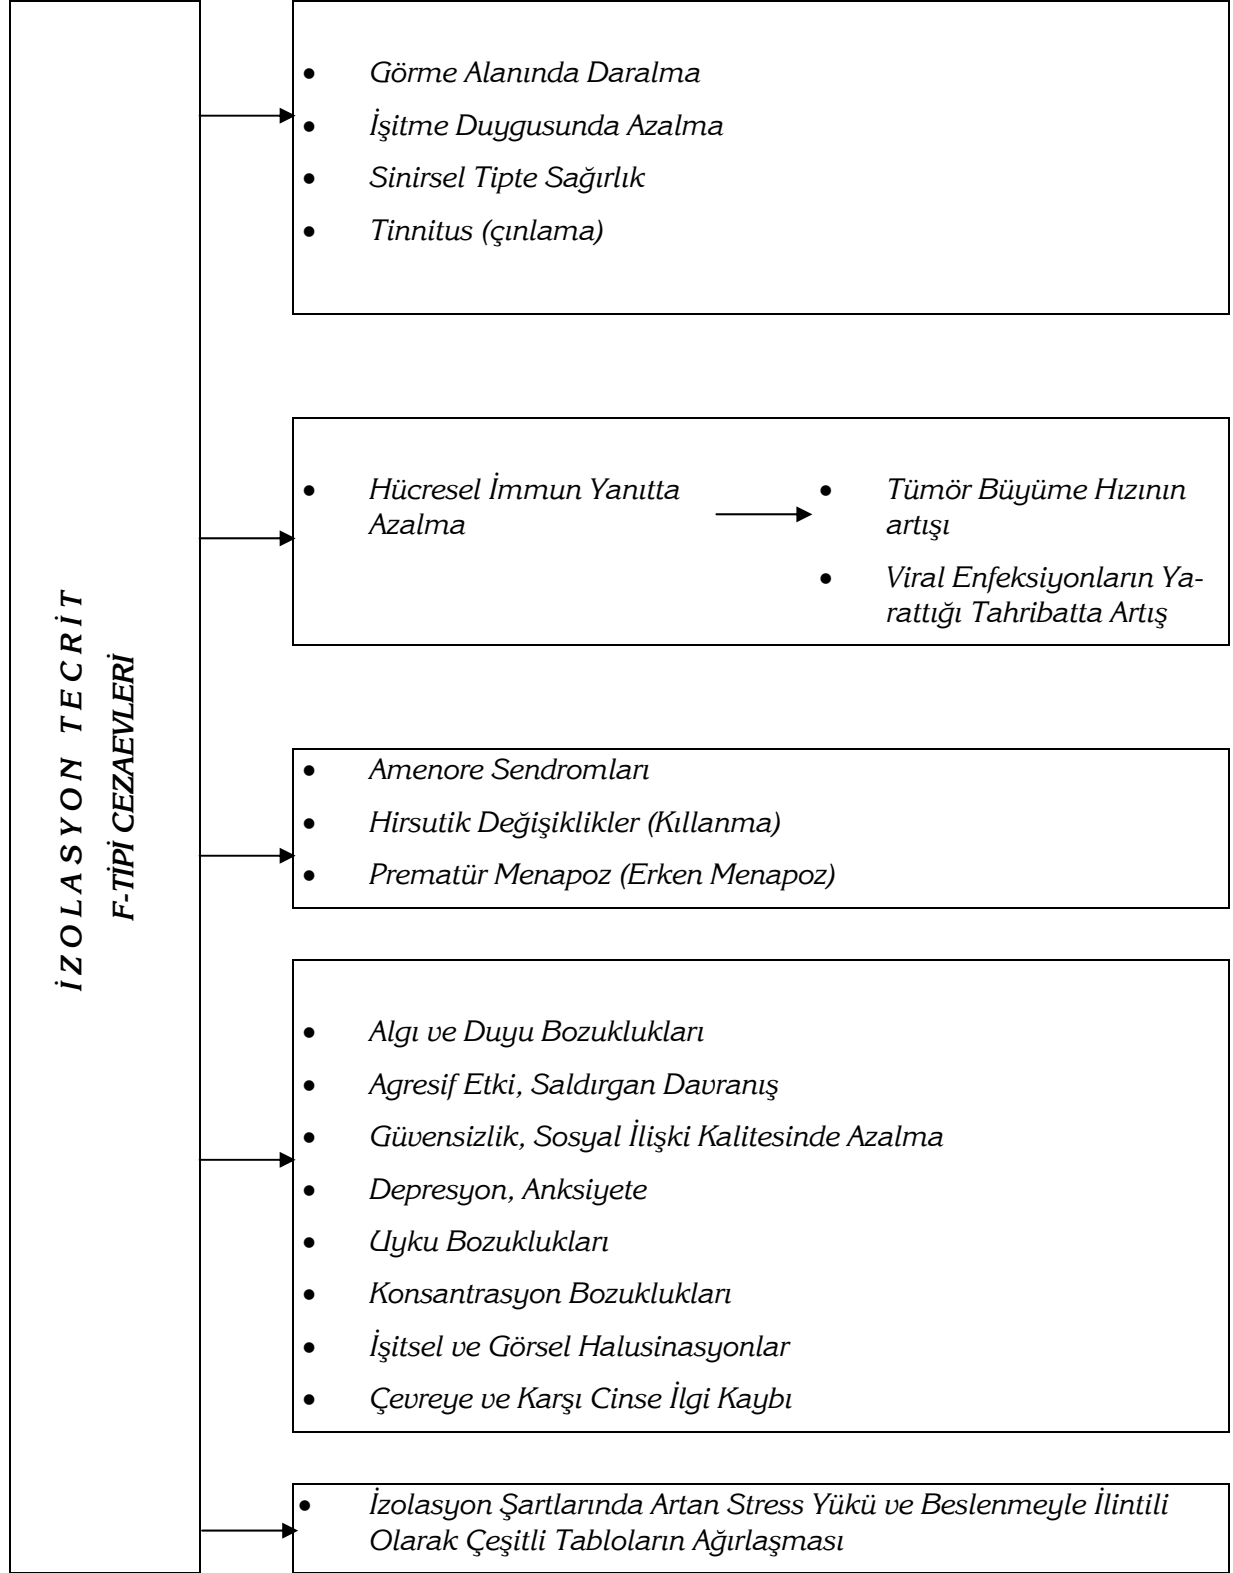 İZOLASYON TECRİT
F-TİPİ CEZAEVLERİ
• Görme Alanında Daralma
• İşitme Duygusunda Azalma
• Sinirsel Tipte Sağırlık
• Tinnitus (çınlama)
• Hücresel İmmun Yanıtta
Azalma
• Tümör Büyüme Hızının
artışı
• Viral Enfeksiyonların Ya-
rattığı Tahribatta Artış
• Amenore Sendromları
• Hirsutik Değişiklikler (Kıllanma)
• Prematür Menapoz (Erken Menapoz)
• Algı ve Duyu Bozuklukları
• Agresif Etki, Saldırgan Davranış
• Güvensizlik, Sosyal İlişki Kalitesinde Azalma
• Depresyon, Anksiyete
• Uyku Bozuklukları
• Konsantrasyon Bozuklukları
• İşitsel ve Görsel Halusinasyonlar
• Çevreye ve Karşı Cinse İlgi Kaybı
• İzolasyon Şartlarında Artan Stress Yükü ve Beslenmeyle İlintili
Olarak Çeşitli Tabloların Ağırlaşması